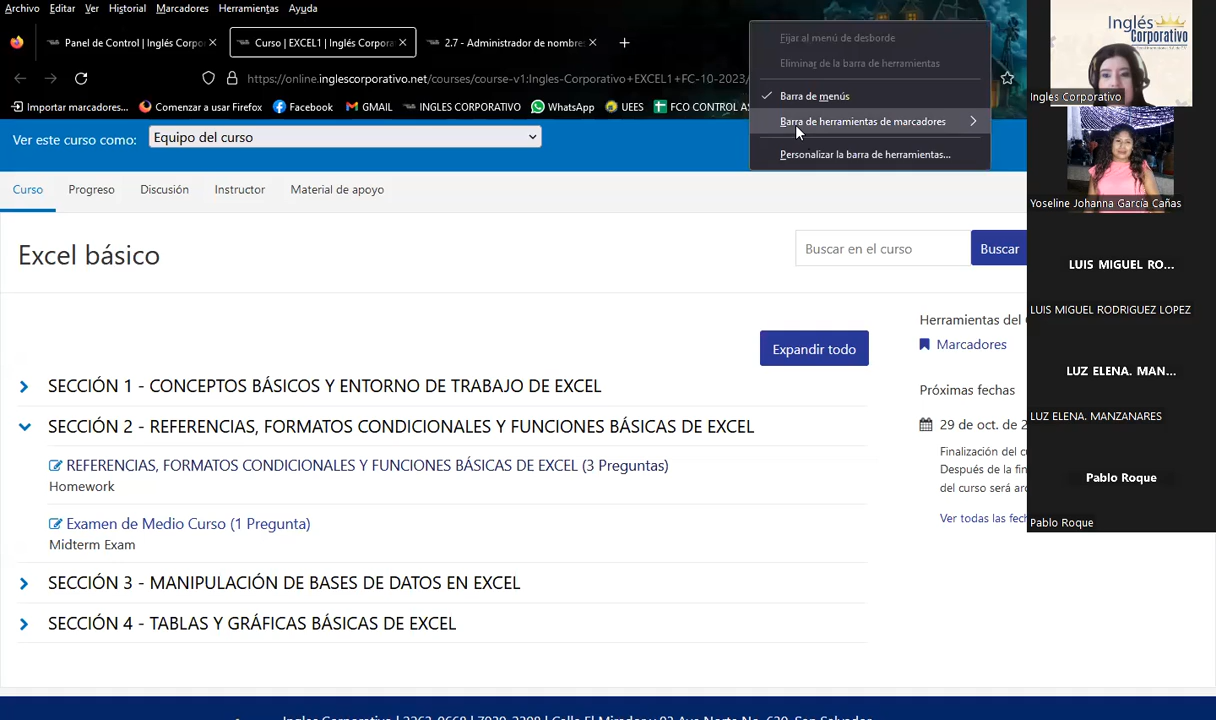 Archivo Editar Ver Historial Marcadores Herramientas Ayuda
Panel de Control | Inglés Corpo
Curso | EXCEL1 | Inglés Corpora
2.7 - Administrador de nombre
https://online.inglescorporativo.net/courses/course-v1:Ingles-Corporativo+EXCEL1+FC-10-2023/
Importar marcadores... Comenzar a usar Firefox Facebook GMAIL INGLES CORPORATIVO WhatsApp UEES FCO CONTROL AS
Fijar al menú de desborde
Eliminar de la barra de herramientas
Barra de menús
Barra de herramientas de marcadores
Personalizar la barra de herramientas...
Ver este curso como: Equipo del curso
Curso Progreso Discusión Instructor Material de apoyo
Excel básico
Buscar en el curso
Buscar
Expandir todo
SECCIÓN 1 - CONCEPTOS BÁSICOS Y ENTORNO DE TRABAJO DE EXCEL
SECCIÓN 2 - REFERENCIAS, FORMATOS CONDICIONALES Y FUNCIONES BÁSICAS DE EXCEL
REFERENCIAS, FORMATOS CONDICIONALES Y FUNCIONES BÁSICAS DE EXCEL (3 Preguntas)
Homework
Examen de Medio Curso (1 Pregunta)
Midterm Exam
SECCIÓN 3 - MANIPULACIÓN DE BASES DE DATOS EN EXCEL
SECCIÓN 4 - TABLAS Y GRÁFICAS BÁSICAS DE EXCEL
Herramientas del
Marcadores
Próximas fechas
29 de oct. de 2
Finalización del c
Después de la fin
del curso será arc
Ver todas las fech
Inglés
Corporativo
Ingles Corporativo
Yoseline Johanna García Cañas
LUIS MIGUEL RO...
LUIS MIGUEL RODRIGUEZ LOPEZ
LUZ ELENA. MAN...
LUZ ELENA. MANZANARES
Pablo Roque
Pablo Roque